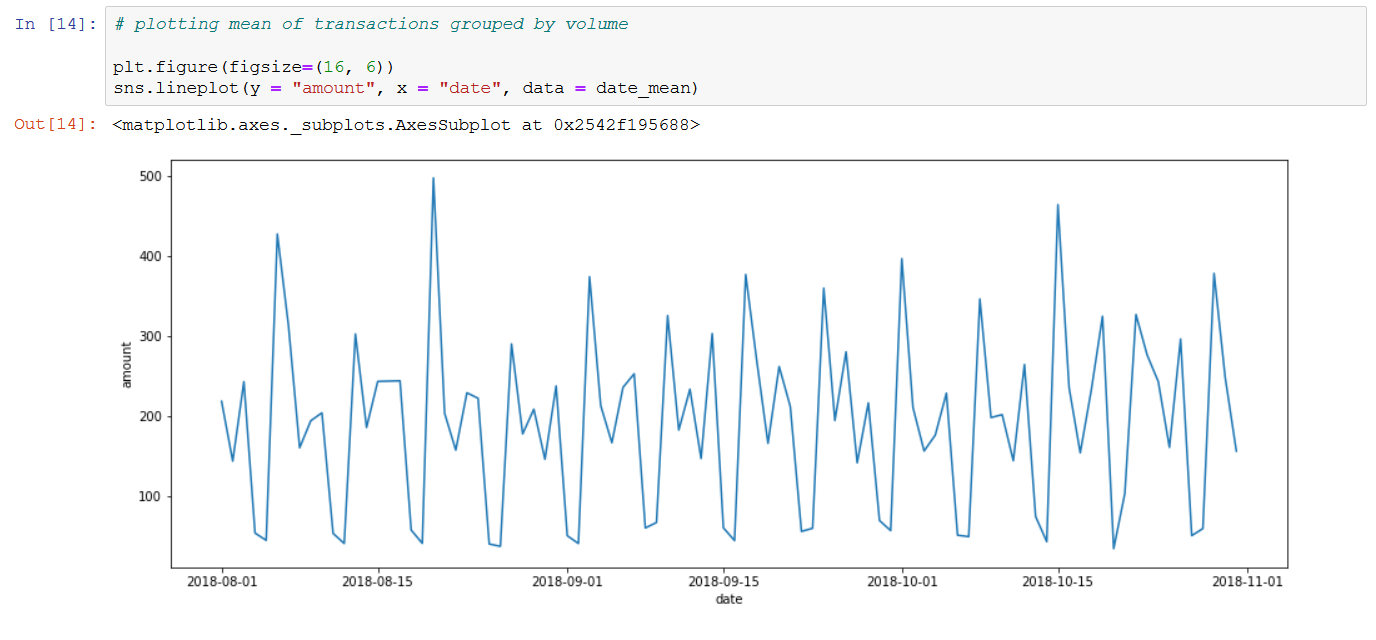 In [14]: # plotting mean of transactions grouped by volume
plt.figure(figsize=(16, 6))
sns.lineplot(y = "amount", x = "date", data = date_mean)
Out[14]: <matplotlib.axes._subplots.AxesSubplot at 0x2542f195688>
500
400
300
200
100
amount
2018-08-01 2018-08-15 2018-09-01 2018-09-15 2018-10-01 2018-10-15 2018-11-01
date